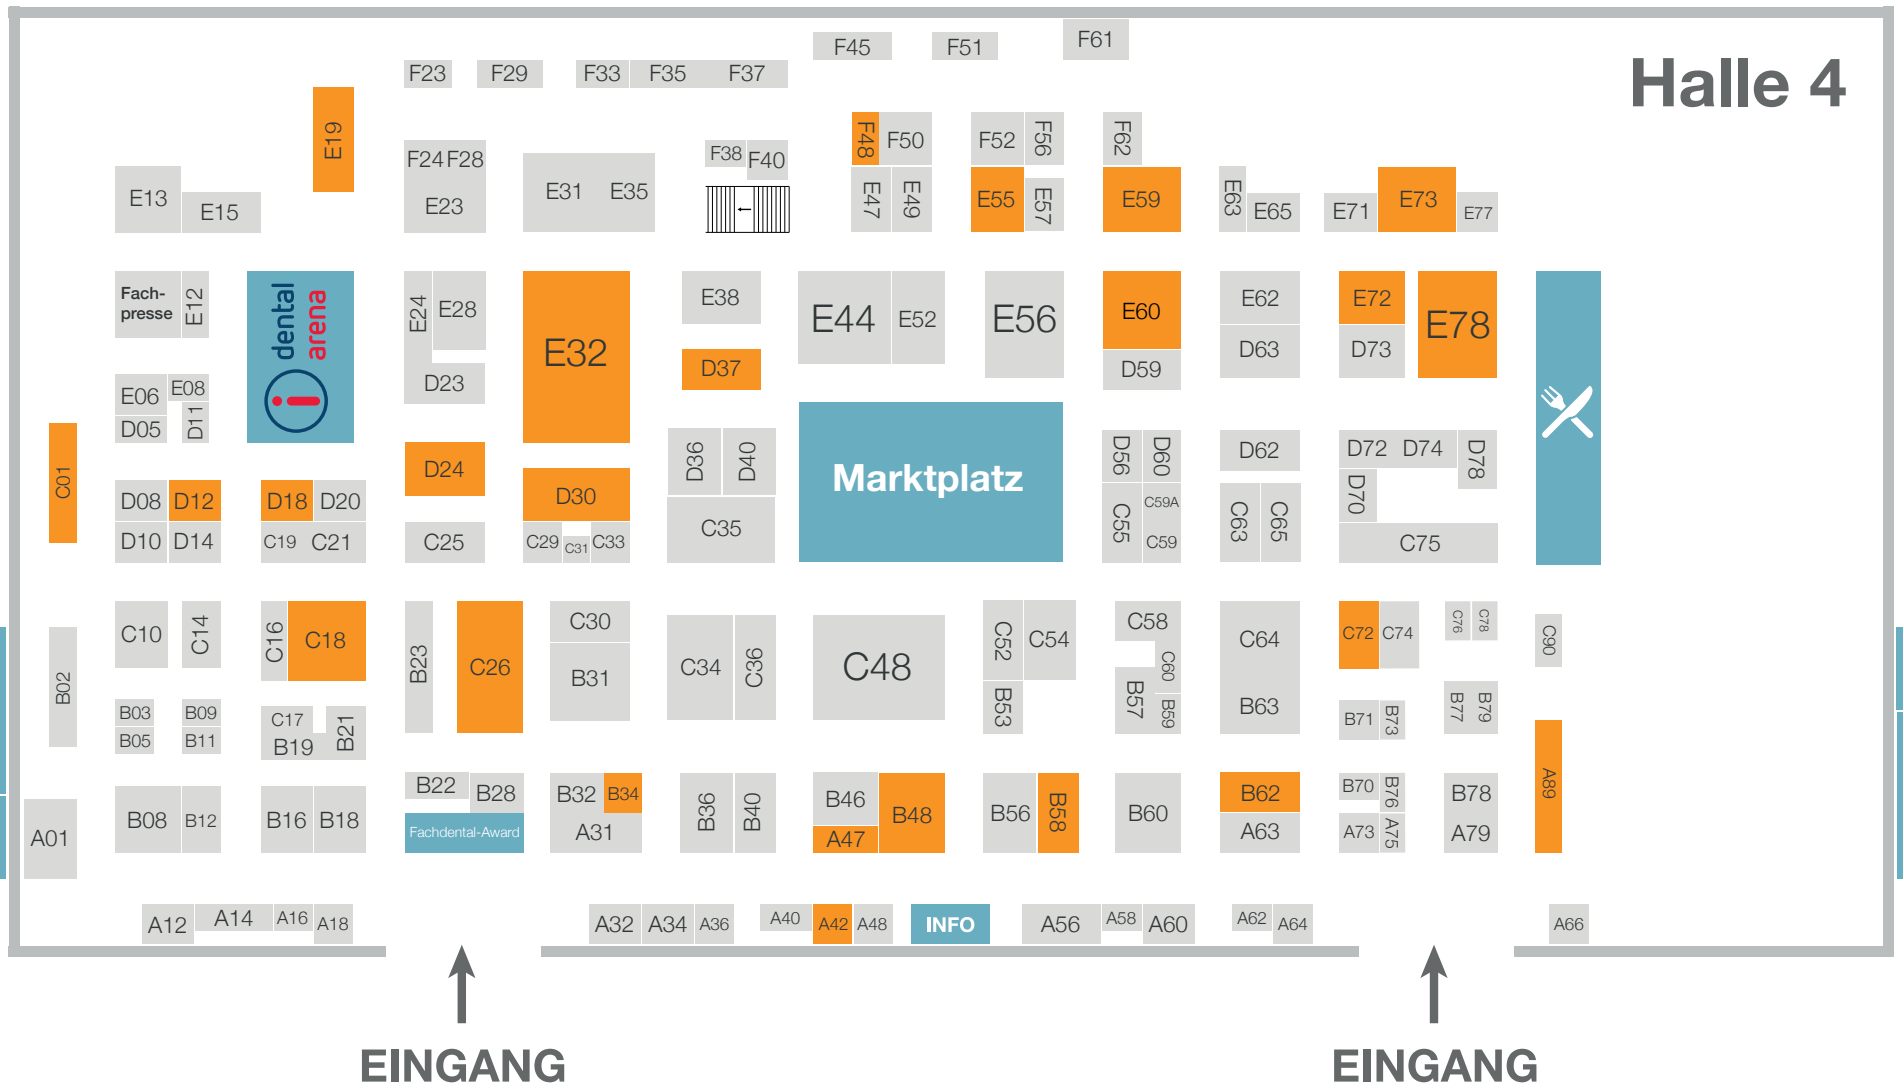 Halle 4
F45
F51
F61
F23
F29
F33
F35
F37
E19
F48
F50
F52
F56
F62
F24
F28
F38
F40
E13
E15
E23
E31
E35
E47
E49
E55
E57
E59
E63
E65
E71
E73
E77
Fach-
presse
E12
dental
arena
E24
E28
E32
E38
E44
E52
E56
E60
E62
E72
E78
D23
D37
D59
D63
D73
E06
E08
D05
D11
C01
D24
D36
D40
Marktplatz
D56
D60
D62
D72
D74
D78
D08
D12
D18
D20
D30
D70
D10
D14
C19
C21
C25
C29
C31
C33
C35
C55
C59A
C59
C63
C65
C75
B02
C10
C14
C16
C18
B23
C26
C30
B31
C34
C36
C48
C52
C54
C58
C60
C64
C72
C74
C76
C78
C90
B03
B05
B09
B11
C17
B19
B21
B53
B57
B59
B63
B71
B73
B77
B79
A89
A01
B08
B12
B16
B18
B22
B28
Fachdental-Award
B32
B34
A31
B36
B40
B46
A47
B48
B56
B58
B60
B62
A63
B70
B76
A73
A75
B78
A79
A12
A14
A16
A18
A32
A34
A36
A40
A42
A48
INFO
A56
A58
A60
A62
A64
A66
EINGANG
EINGANG